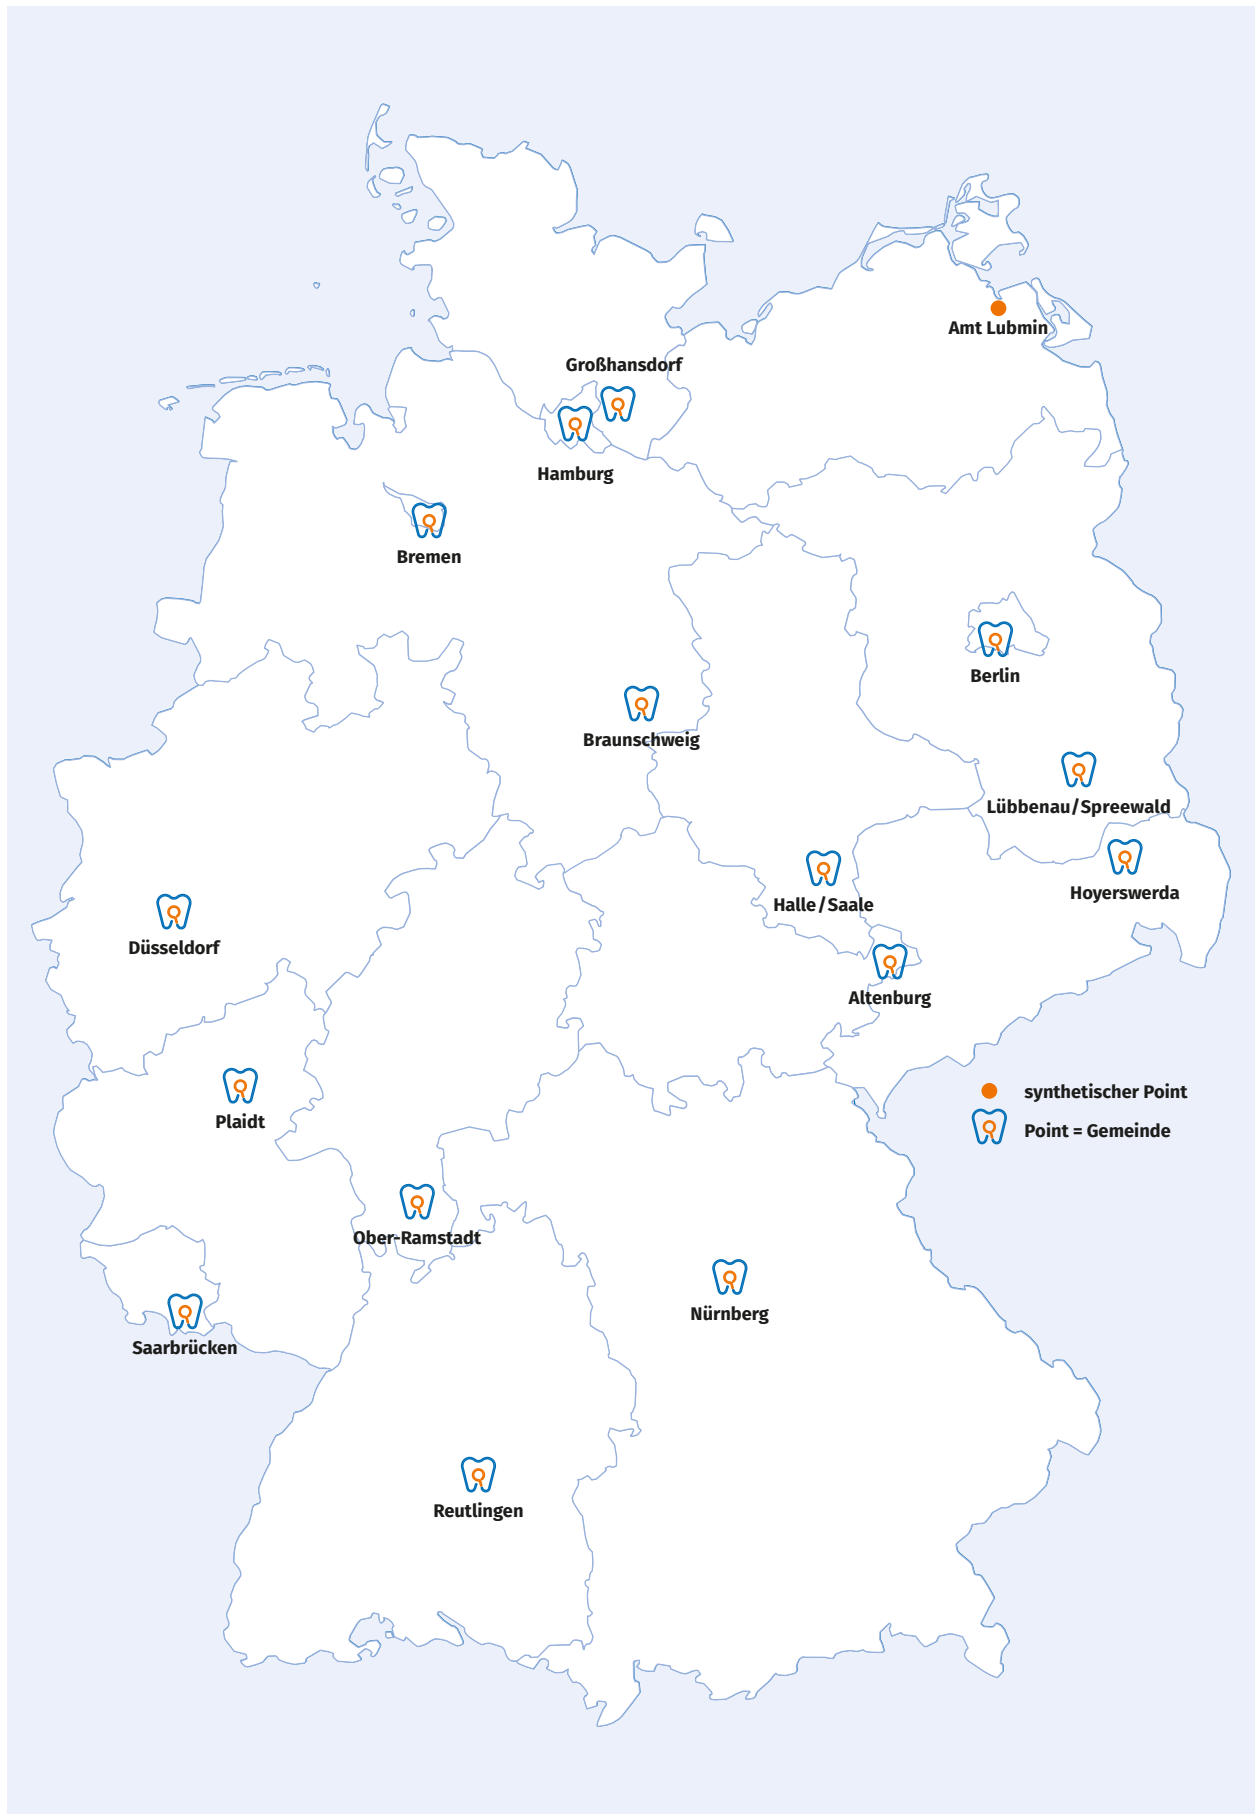 Amt Lubmin
Großhansdorf
Hamburg
Bremen
Berlin
Braunschweig
Lübbenau/Spreewald
Hoyerswerda
Halle/Saale
Düsseldorf
Altenburg
synthetischer Point
Plaidt
Point = Gemeinde
Ober-Ramstadt
Nürnberg
Saarbrücken
Reutlingen